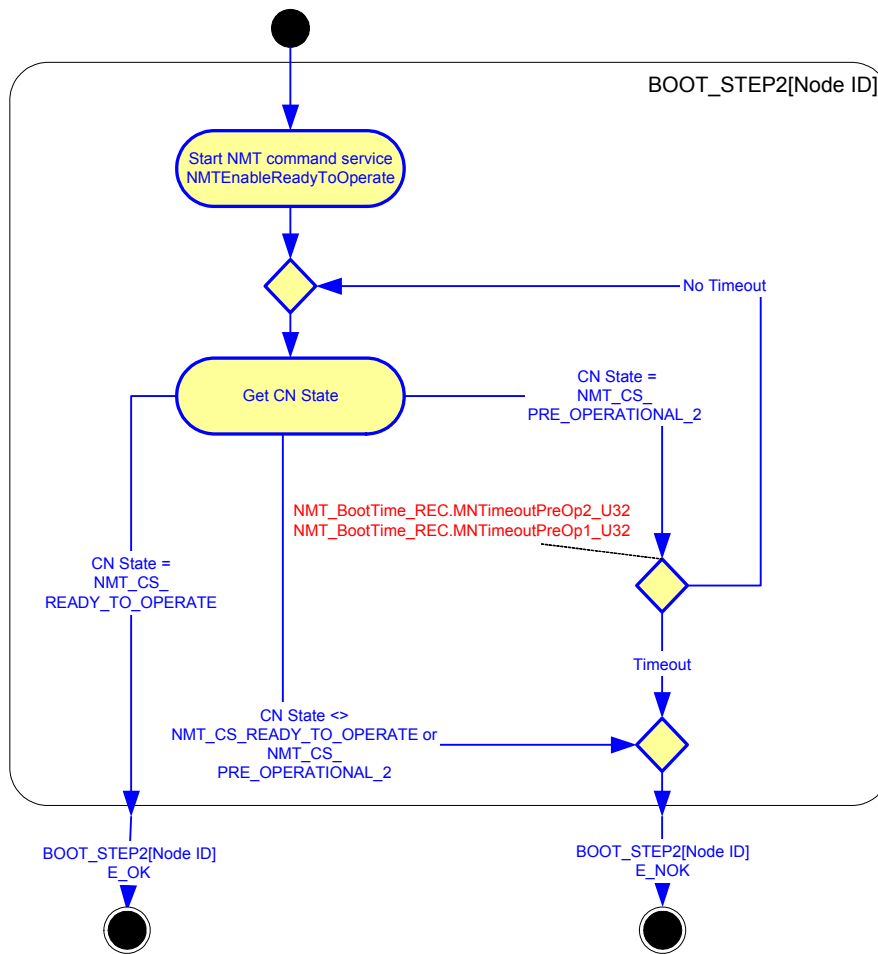 BOOT_STEP2[Node ID]
Start NMT command service
NMTEnableReadyToOperate
No Timeout
Get CN State
CN State =
NMT_CS_
PRE_OPERATIONAL_2
NMT_BootTime_REC.MNTimeoutPreOp2_U32
NMT_BootTime_REC.MNTimeoutPreOp1_U32
CN State =
NMT_CS_
READY_TO_OPERATE
Timeout
CN State <>
NMT_CS_READY_TO_OPERATE or
NMT_CS_
PRE_OPERATIONAL_2
BOOT_STEP2[Node ID]
E_OK
BOOT_STEP2[Node ID]
E_NOK